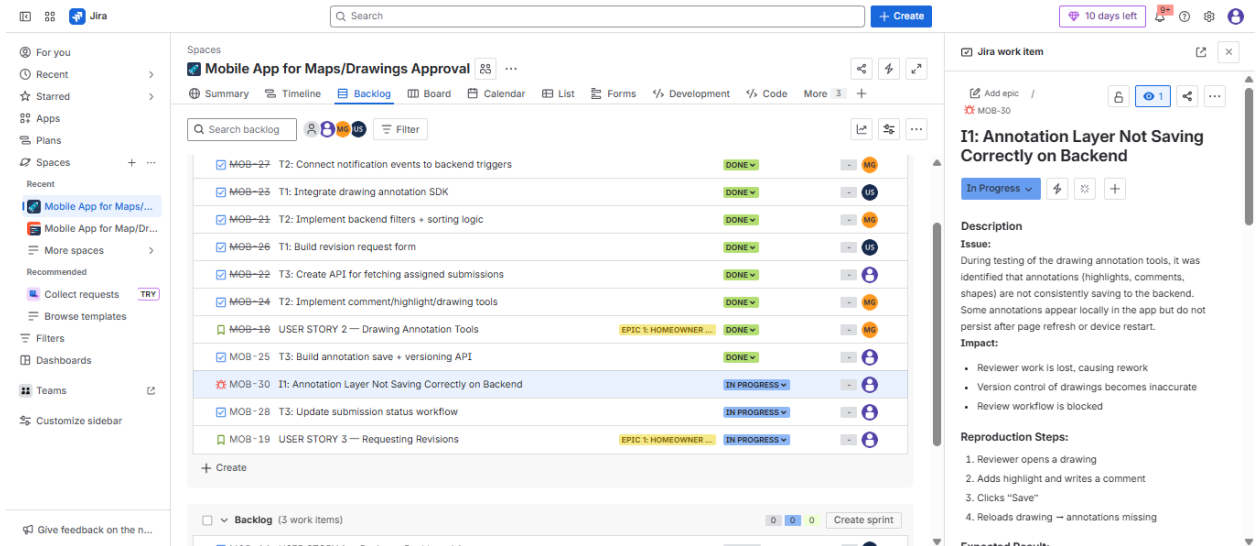 Jira
Search
+ Create
10 days left
9+
For you
Recent
Starred
Apps
Plans
Spaces
Recent
Mobile App for Maps/...
Mobile App for Map/Dr...
More spaces
Recommended
Collect requests TRY
Browse templates
Filters
Dashboards
Teams
Customize sidebar
Give feedback on the n...
Spaces
Mobile App for Maps/Drawings Approval
Summary Timeline Backlog Board Calendar List Forms Development Code More 3
Search backlog
MG US
Filter
MOB-27 T2: Connect notification events to backend triggers DONE - MG
MOB-23 T1: Integrate drawing annotation SDK DONE - US
MOB-21 T2: Implement backend filters + sorting logic DONE - MG
MOB-26 T1: Build revision request form DONE - US
MOB-22 T3: Create API for fetching assigned submissions DONE -
MOB-24 T2: Implement comment/highlight/drawing tools DONE - MG
MOB-18 USER STORY 2 — Drawing Annotation Tools EPIC 1: HOMEOWNER ... DONE - MG
MOB-25 T3: Build annotation save + versioning API DONE -
MOB-30 I1: Annotation Layer Not Saving Correctly on Backend IN PROGRESS -
MOB-28 T3: Update submission status workflow IN PROGRESS -
MOB-19 USER STORY 3 — Requesting Revisions EPIC 1: HOMEOWNER ... IN PROGRESS -
+ Create
Backlog (3 work items) 0 0 0 Create sprint
Jira work item
Add epic /
MOB-30
1
I1: Annotation Layer Not Saving
Correctly on Backend
In Progress
Description
Issue:
During testing of the drawing annotation tools, it was
identified that annotations (highlights, comments,
shapes) are not consistently saving to the backend.
Some annotations appear locally in the app but do not
persist after page refresh or device restart.
Impact:
• Reviewer work is lost, causing rework
• Version control of drawings becomes inaccurate
• Review workflow is blocked
Reproduction Steps:
1. Reviewer opens a drawing
2. Adds highlight and writes a comment
3. Clicks "Save"
4. Reloads drawing → annotations missing
Expected Result: